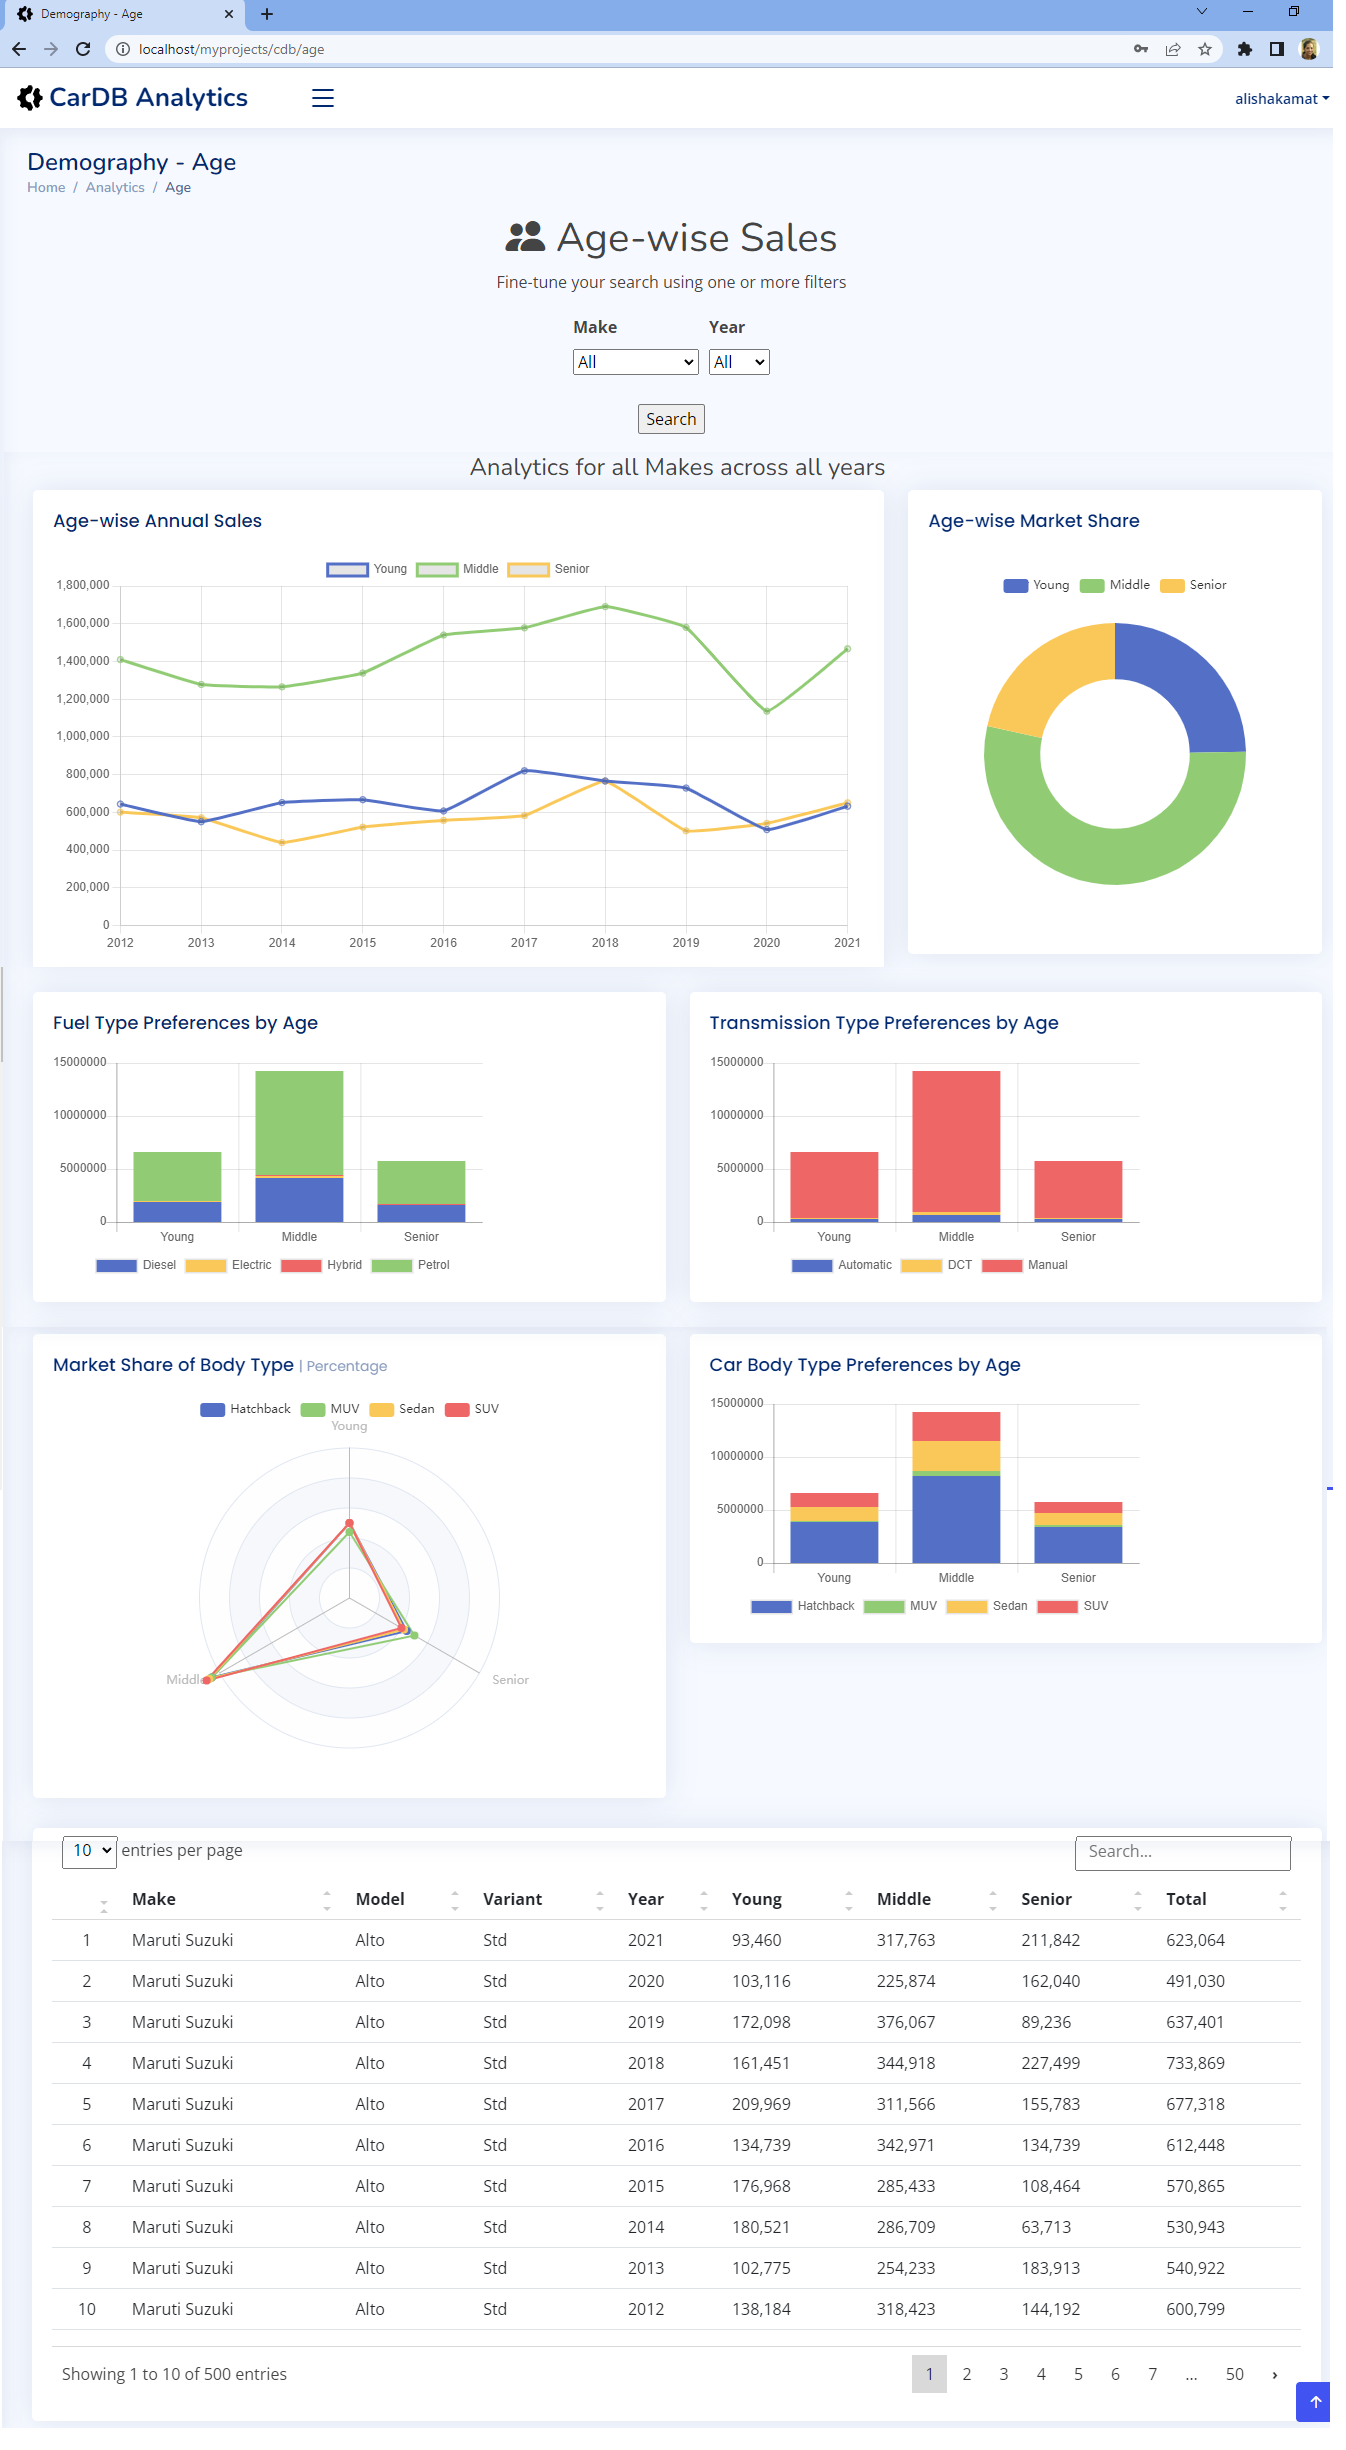 Demography - Age
localhost/myprojects/cdb/age
CarDB Analytics
alishakamat
Demography - Age
Home / Analytics / Age
Age-wise Sales
Fine-tune your search using one or more filters
Make Year
All All
Search
Analytics for all Makes across all years
Age-wise Annual Sales
Young Middle Senior
1,800,000
1,600,000
1,400,000
1,200,000
1,000,000
800,000
600,000
400,000
200,000
0
2012 2013 2014 2015 2016 2017 2018 2019 2020 2021
Age-wise Market Share
Young Middle Senior
Fuel Type Preferences by Age
15000000
10000000
5000000
0
Young Middle Senior
Diesel Electric Hybrid Petrol
Transmission Type Preferences by Age
15000000
10000000
5000000
0
Young Middle Senior
Automatic DCT Manual
Market Share of Body Type | Percentage
Hatchback MUV Sedan SUV
Young
Middle Senior
Car Body Type Preferences by Age
15000000
10000000
5000000
0
Young Middle Senior
Hatchback MUV Sedan SUV
10 entries per page
Search...
Make Model Variant Year Young Middle Senior Total
1 Maruti Suzuki Alto Std 2021 93,460 317,763 211,842 623,064
2 Maruti Suzuki Alto Std 2020 103,116 225,874 162,040 491,030
3 Maruti Suzuki Alto Std 2019 172,098 376,067 89,236 637,401
4 Maruti Suzuki Alto Std 2018 161,451 344,918 227,499 733,869
5 Maruti Suzuki Alto Std 2017 209,969 311,566 155,783 677,318
6 Maruti Suzuki Alto Std 2016 134,739 342,971 134,739 612,448
7 Maruti Suzuki Alto Std 2015 176,968 285,433 108,464 570,865
8 Maruti Suzuki Alto Std 2014 180,521 286,709 63,713 530,943
9 Maruti Suzuki Alto Std 2013 102,775 254,233 183,913 540,922
10 Maruti Suzuki Alto Std 2012 138,184 318,423 144,192 600,799
Showing 1 to 10 of 500 entries
1 2 3 4 5 6 7 ... 50 ›